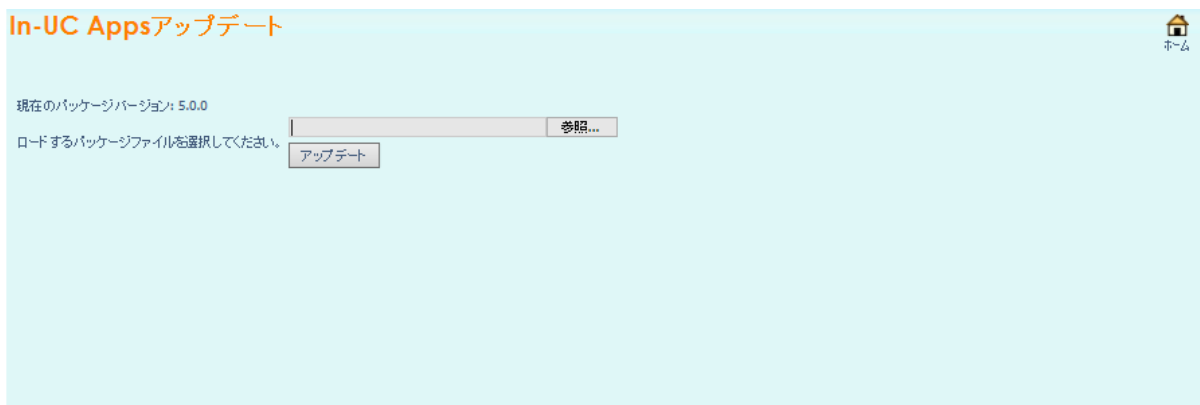 In-UC Appsアップデート
ホーム
現在のパッケージバージョン: 5.0.0
ロードするパッケージファイルを選択してください。
参照...
アップデート